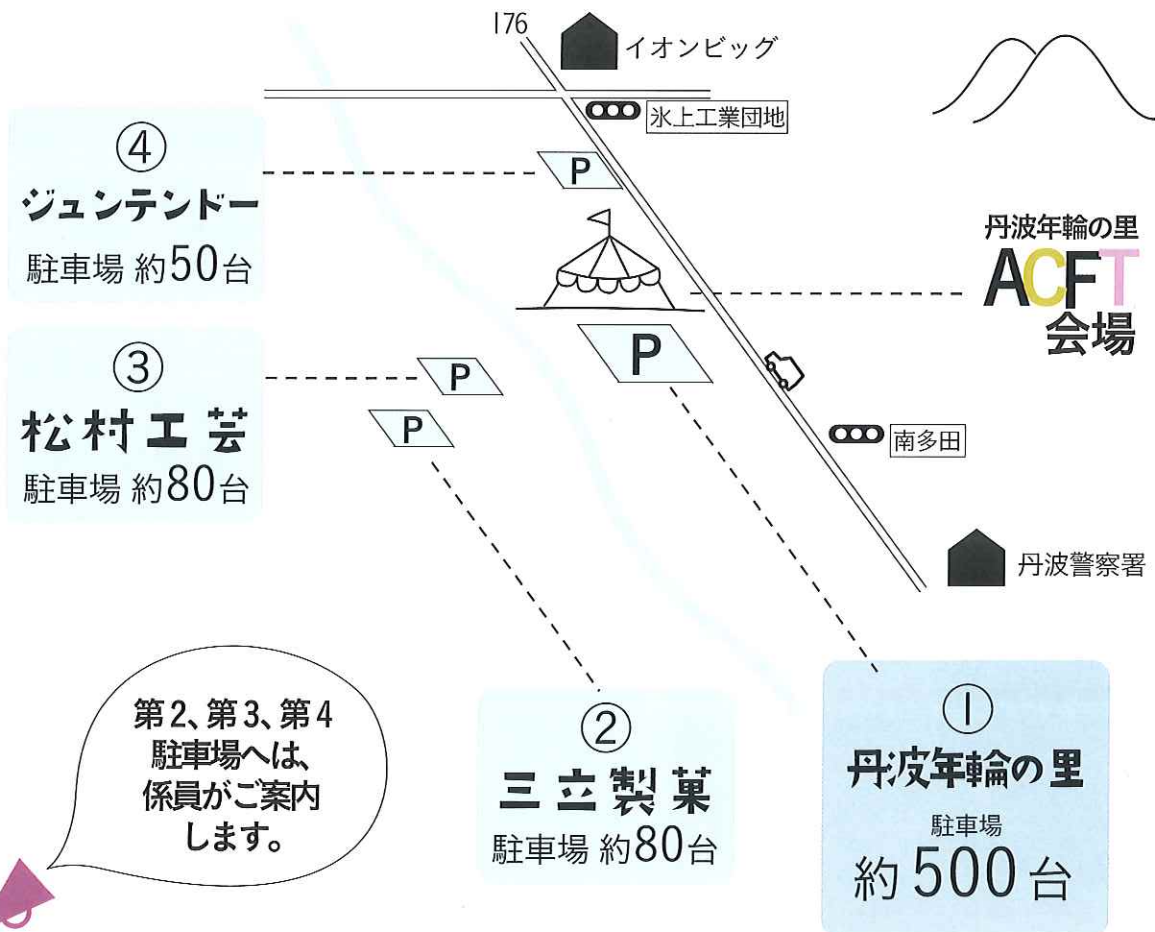 176
イオンビッグ
氷上工業団地
④
ジュンテンドー
駐車場 約50台
P
丹波年輪の里
ACFT
会場
③
松村工芸
駐車場 約80台
P
P
P
南多田
丹波警察署
第2、第3、第4
駐車場へは、
係員がご案内
します。
②
三立製菓
駐車場 約80台
①
丹波年輪の里
駐車場
約500台